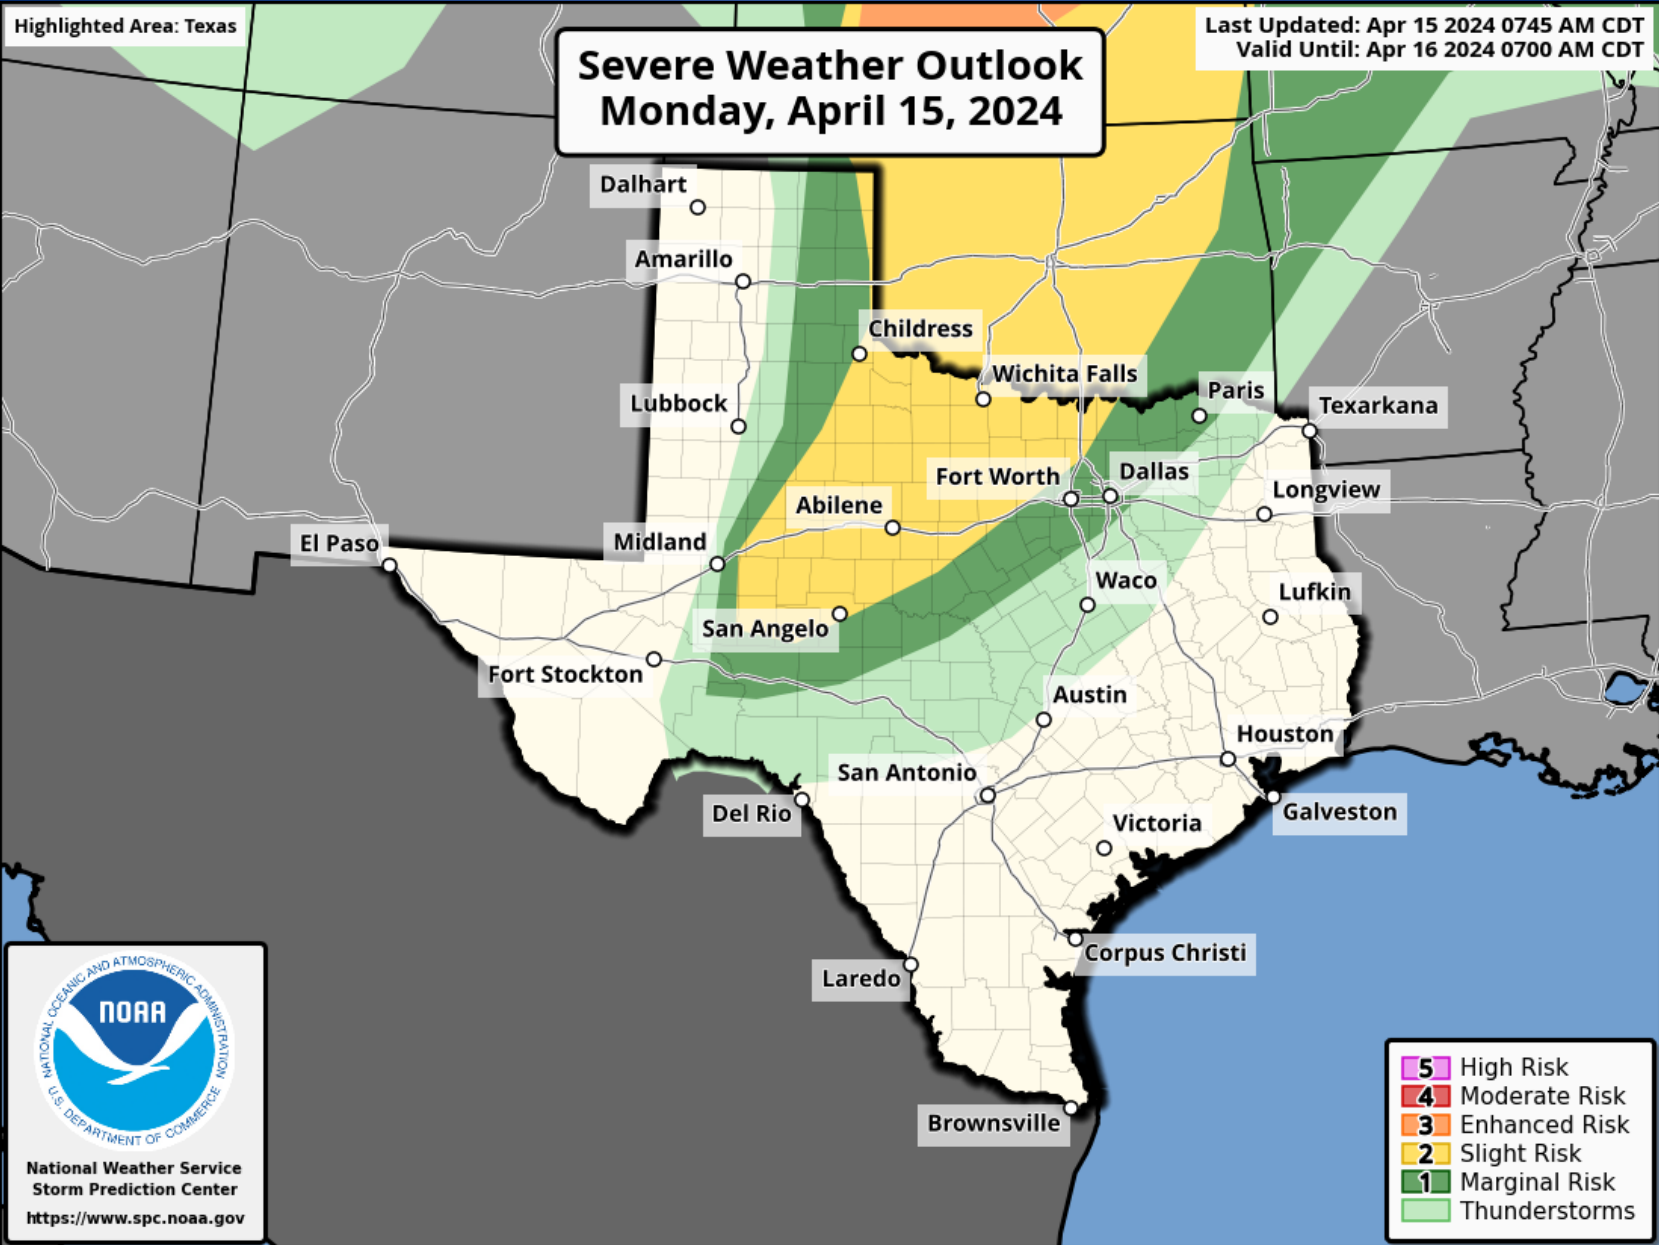 Highlighted Area: Texas
Severe Weather Outlook
Monday, April 15, 2024
Last Updated: Apr 15 2024 0745 AM CDT
Valid Until: Apr 16 2024 0700 AM CDT
Dalhart
Amarillo
Childress
Wichita Falls
Paris
Texarkana
Lubbock
Fort Worth
Dallas
Longview
Abilene
El Paso
Midland
Waco
Lufkin
San Angelo
Fort Stockton
Austin
Houston
San Antonio
Del Rio
Galveston
Victoria
Corpus Christi
Laredo
Brownsville
NATIONAL OCEANIC AND ATMOSPHERIC ADMINISTRATION
NOAA
U.S. DEPARTMENT OF COMMERCE
National Weather Service
Storm Prediction Center
https://www.spc.noaa.gov
5 High Risk
4 Moderate Risk
3 Enhanced Risk
2 Slight Risk
1 Marginal Risk
Thunderstorms